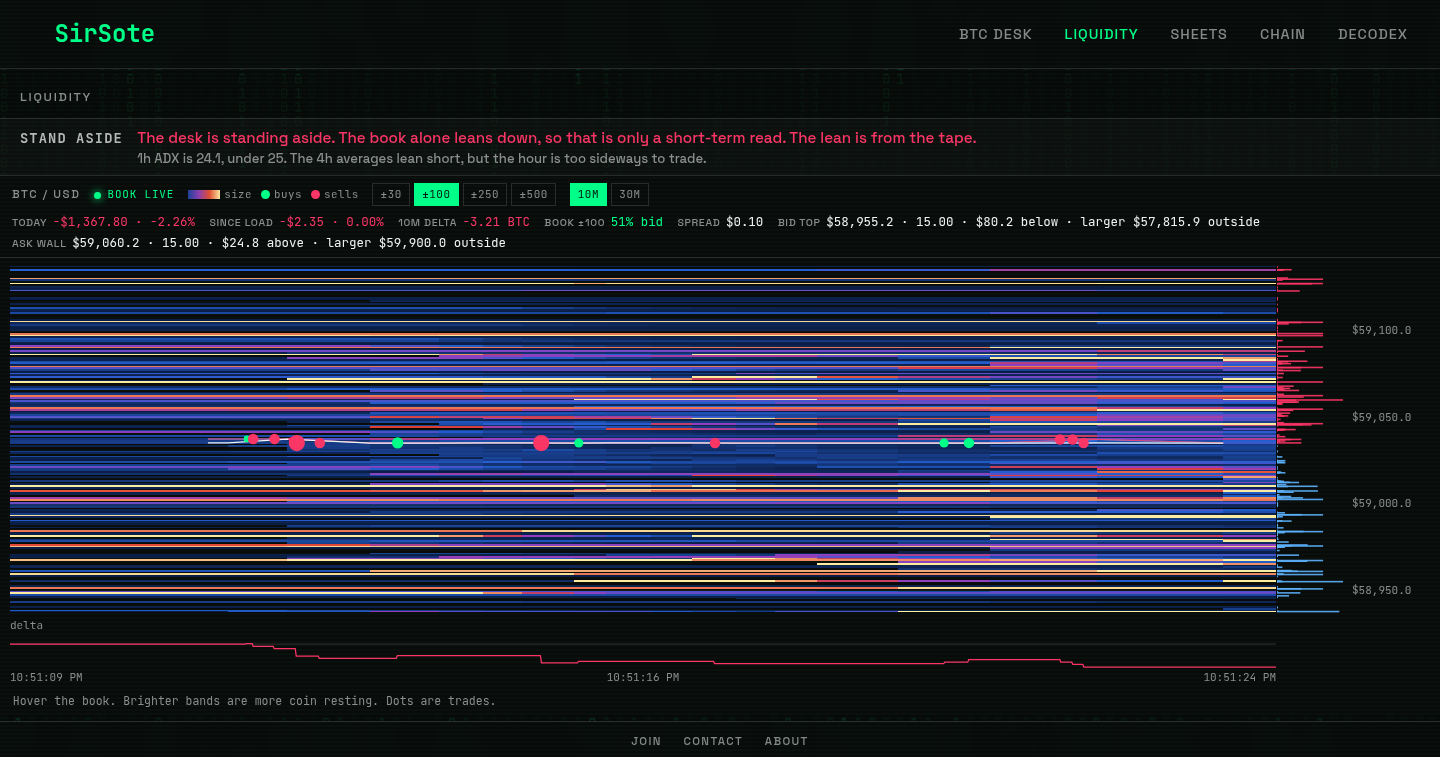 SirSote
BTC DESK LIQUIDITY SHEETS CHAIN DECODEX
LIQUIDITY
STAND ASIDE The desk is standing aside. The book alone leans down, so that is only a short-term read. The lean is from the tape.
1h ADX is 24.1, under 25. The 4h averages lean short, but the hour is too sideways to trade.
BTC / USD BOOK LIVE size buys sells ±30 ±100 ±250 ±500 10M 30M
TODAY -$1,367.80 · -2.26% SINCE LOAD -$2.35 · 0.00% 10M DELTA -3.21 BTC BOOK ±100 51% bid SPREAD $0.10 BID TOP $58,955.2 · 15.00 · $80.2 below · larger $57,815.9 outside
ASK WALL $59,060.2 · 15.00 · $24.8 above · larger $59,900.0 outside
$59,100.0
$59,050.0
$59,000.0
$58,950.0
delta
10:51:09 PM 10:51:16 PM 10:51:24 PM
Hover the book. Brighter bands are more coin resting. Dots are trades.
JOIN CONTACT ABOUT